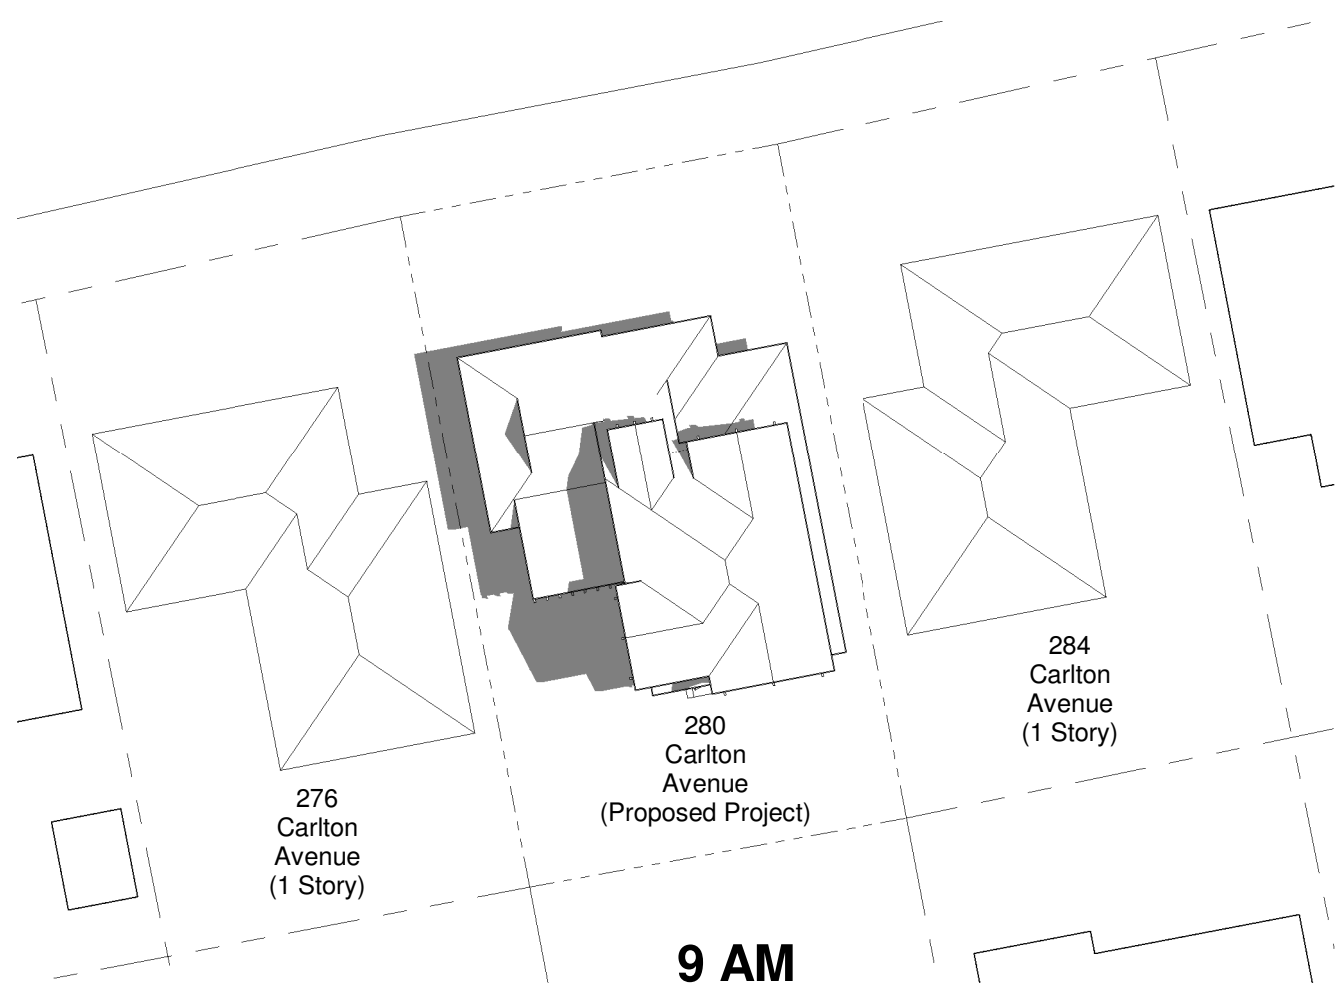 284
Carlton
Avenue
(1 Story)
280
Carlton
Avenue
(Proposed Project)
276
Carlton
Avenue
(1 Story)
9 AM